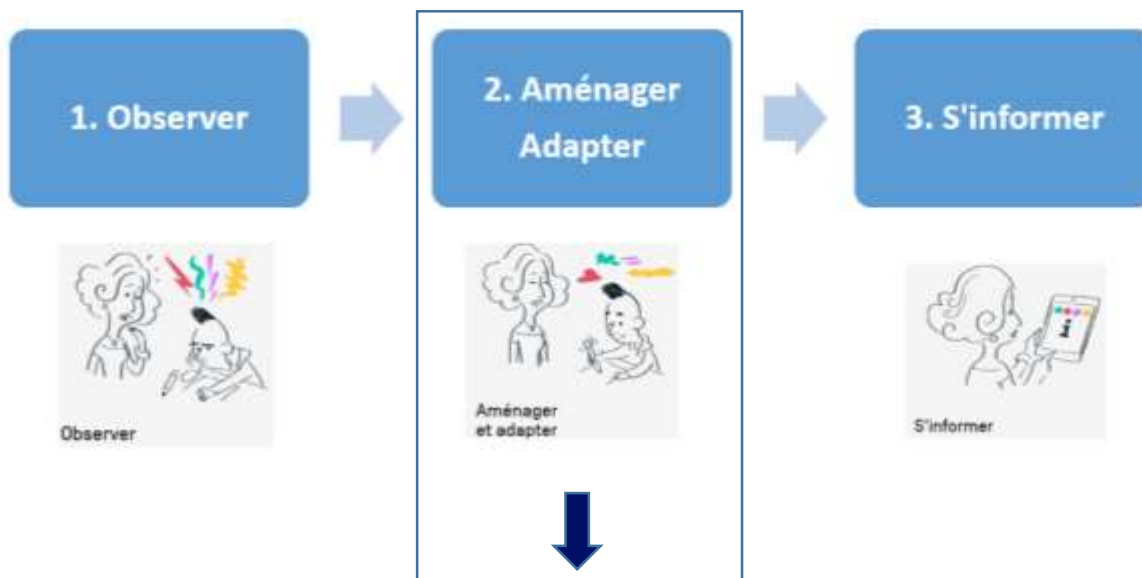 1. Observer
2. Aménager
Adapter
3. S'informer
Observer
Aménager
et adapter
S'informer